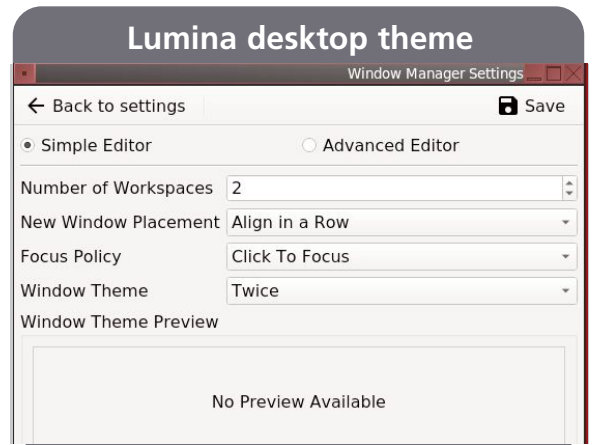 Lumina desktop theme
Window Manager Settings
Back to settings
Save
Simple Editor
Advanced Editor
Number of Workspaces 2
New Window Placement Align in a Row
Focus Policy Click To Focus
Window Theme Twice
Window Theme Preview
No Preview Available